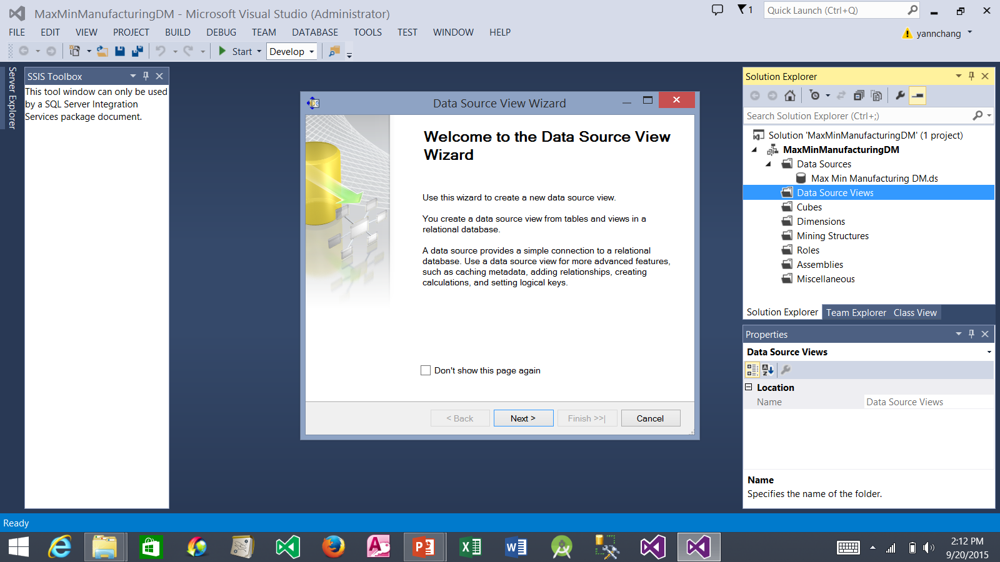 MaxMinManufacturingDM - Microsoft Visual Studio (Administrator)
1
Quick Launch (Ctrl+Q)
FILE EDIT VIEW PROJECT BUILD DEBUG TEAM DATABASE TOOLS TEST WINDOW HELP
yannchang
Start
Develop
Server Explorer
SSIS Toolbox
This tool window can only be used
by a SQL Server Integration
Services package document.
Data Source View Wizard
Welcome to the Data Source View
Wizard
Use this wizard to create a new data source view.
You create a data source view from tables and views in a
relational database.
A data source provides a simple connection to a relational
database. Use a data source view for more advanced features,
such as caching metadata, adding relationships, creating
calculations, and setting logical keys.
Don't show this page again
< Back
Next >
Finish >>|
Cancel
Solution Explorer
Search Solution Explorer (Ctrl+;)
Solution 'MaxMinManufacturingDM' (1 project)
MaxMinManufacturingDM
Data Sources
Max Min Manufacturing DM.ds
Data Source Views
Cubes
Dimensions
Mining Structures
Roles
Assemblies
Miscellaneous
Solution Explorer Team Explorer Class View
Properties
Data Source Views
Location
Name Data Source Views
Name
Specifies the name of the folder.
Ready
2:12 PM
9/20/2015